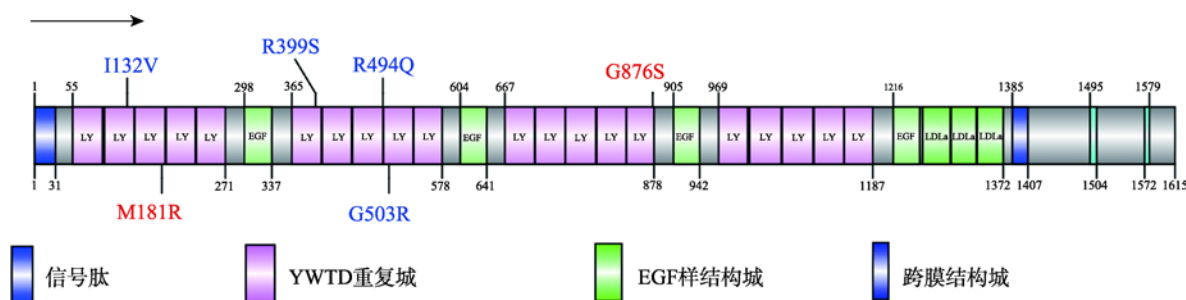 R399S
I132V R494Q G876S
1 55 298 365 604 667 905 969 1216 1385 1495 1579
LY LY LY LY LY EGF LY LY LY LY LY EGF LY LY LY LY LY EGF LY LY LY LY LY EGF LDLa LDLa LDLa
1 31 271 337 578 641 878 942 1187 1372 1407 1504 1572 1615
M181R G503R
信号肽 YWTD重复城 EGF样结构城 跨膜结构城